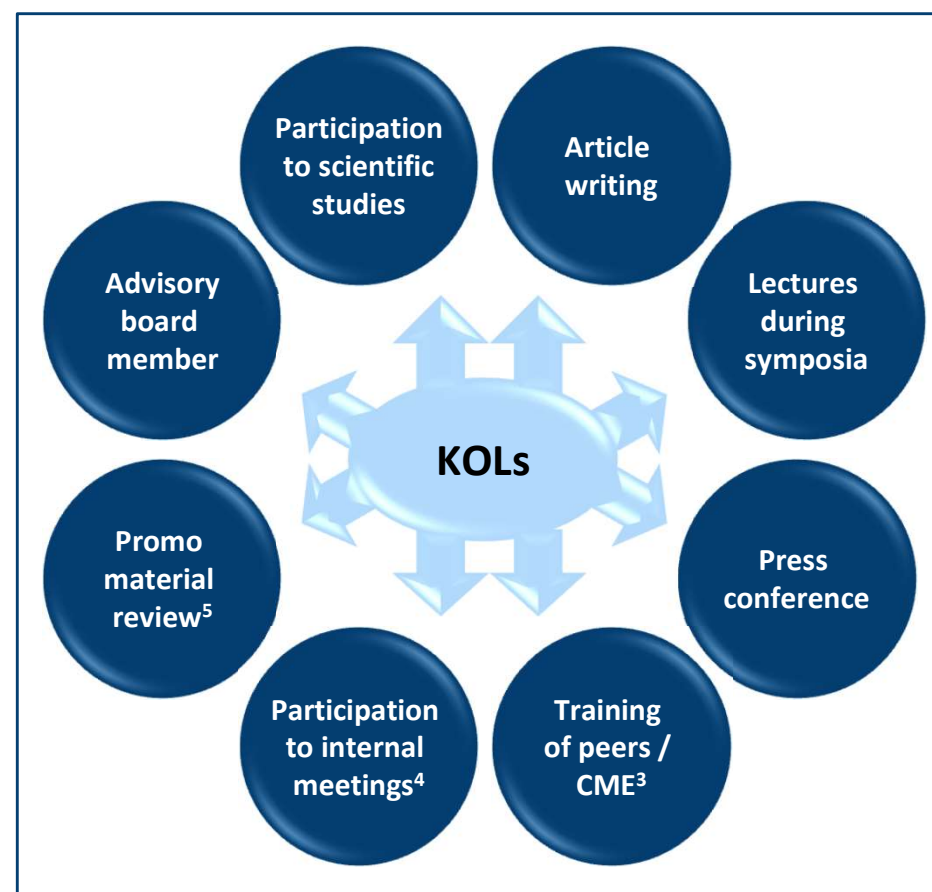 Participation
to scientific
studies
Article
writing
Advisory
board
member
Lectures
during
symposia
KOLs
Promo
material
review⁵
Press
conference
Participation
to internal
meetings⁴
Training
of peers /
CME³